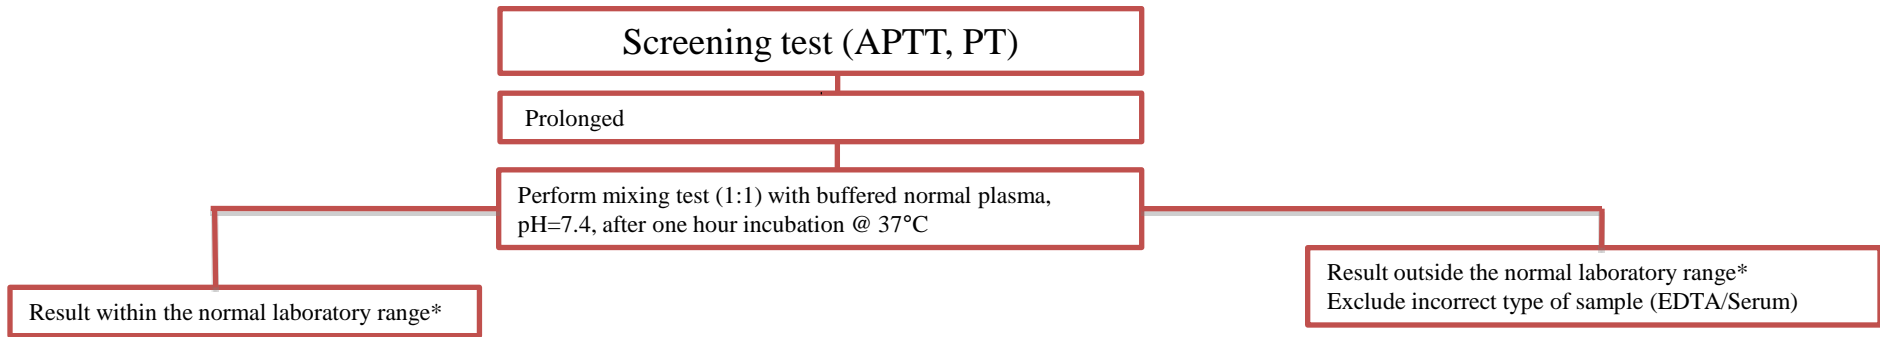 Screening test (APTT, PT)
Prolonged
Perform mixing test (1:1) with buffered normal plasma,
pH=7.4, after one hour incubation @ 37°C
Result within the normal laboratory range*
Result outside the normal laboratory range*
Exclude incorrect type of sample (EDTA/Serum)